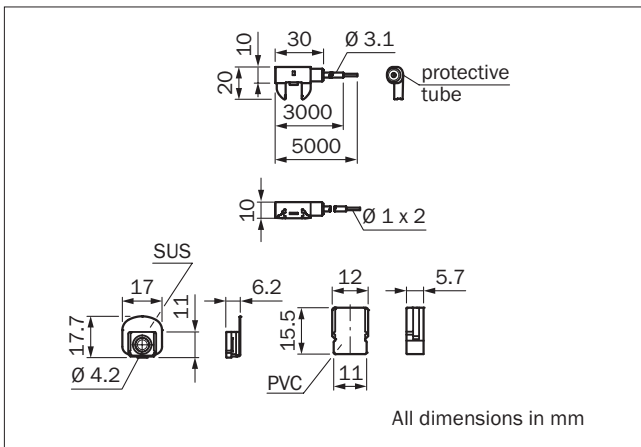 30
Ø 3.1
10
20
protective
tube
3000
5000
10
Ø 1 x 2
SUS
17
11
6.2
12
5.7
17.7
15.5
Ø 4.2
PVC
11
All dimensions in mm